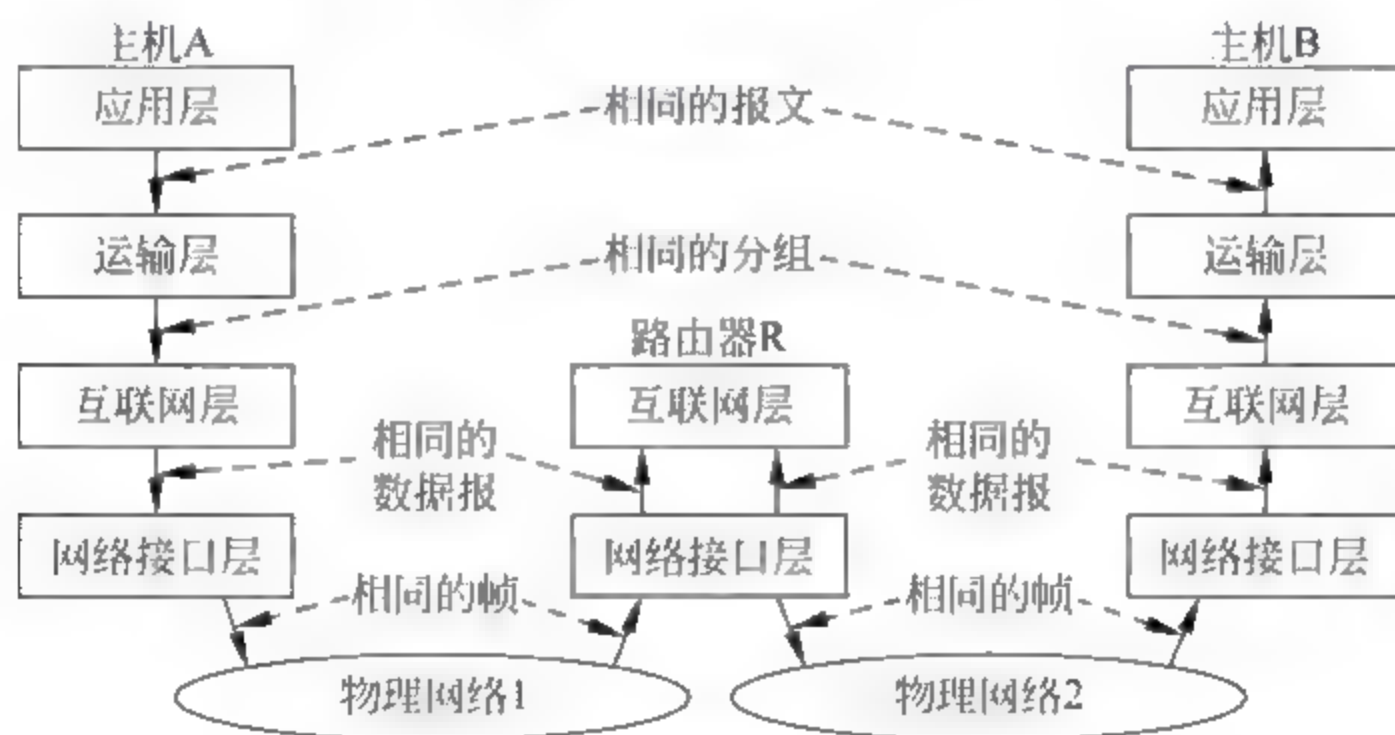 主机A
主机B
应用层
相同的报文
应用层
运输层
相同的分组
运输层
路由器R
互联网层
互联网层
互联网层
相同的
数据报
相同的
数据报
网络接口层
网络接口层
网络接口层
相同的帧
相同的帧
物理网络1
物理网络2